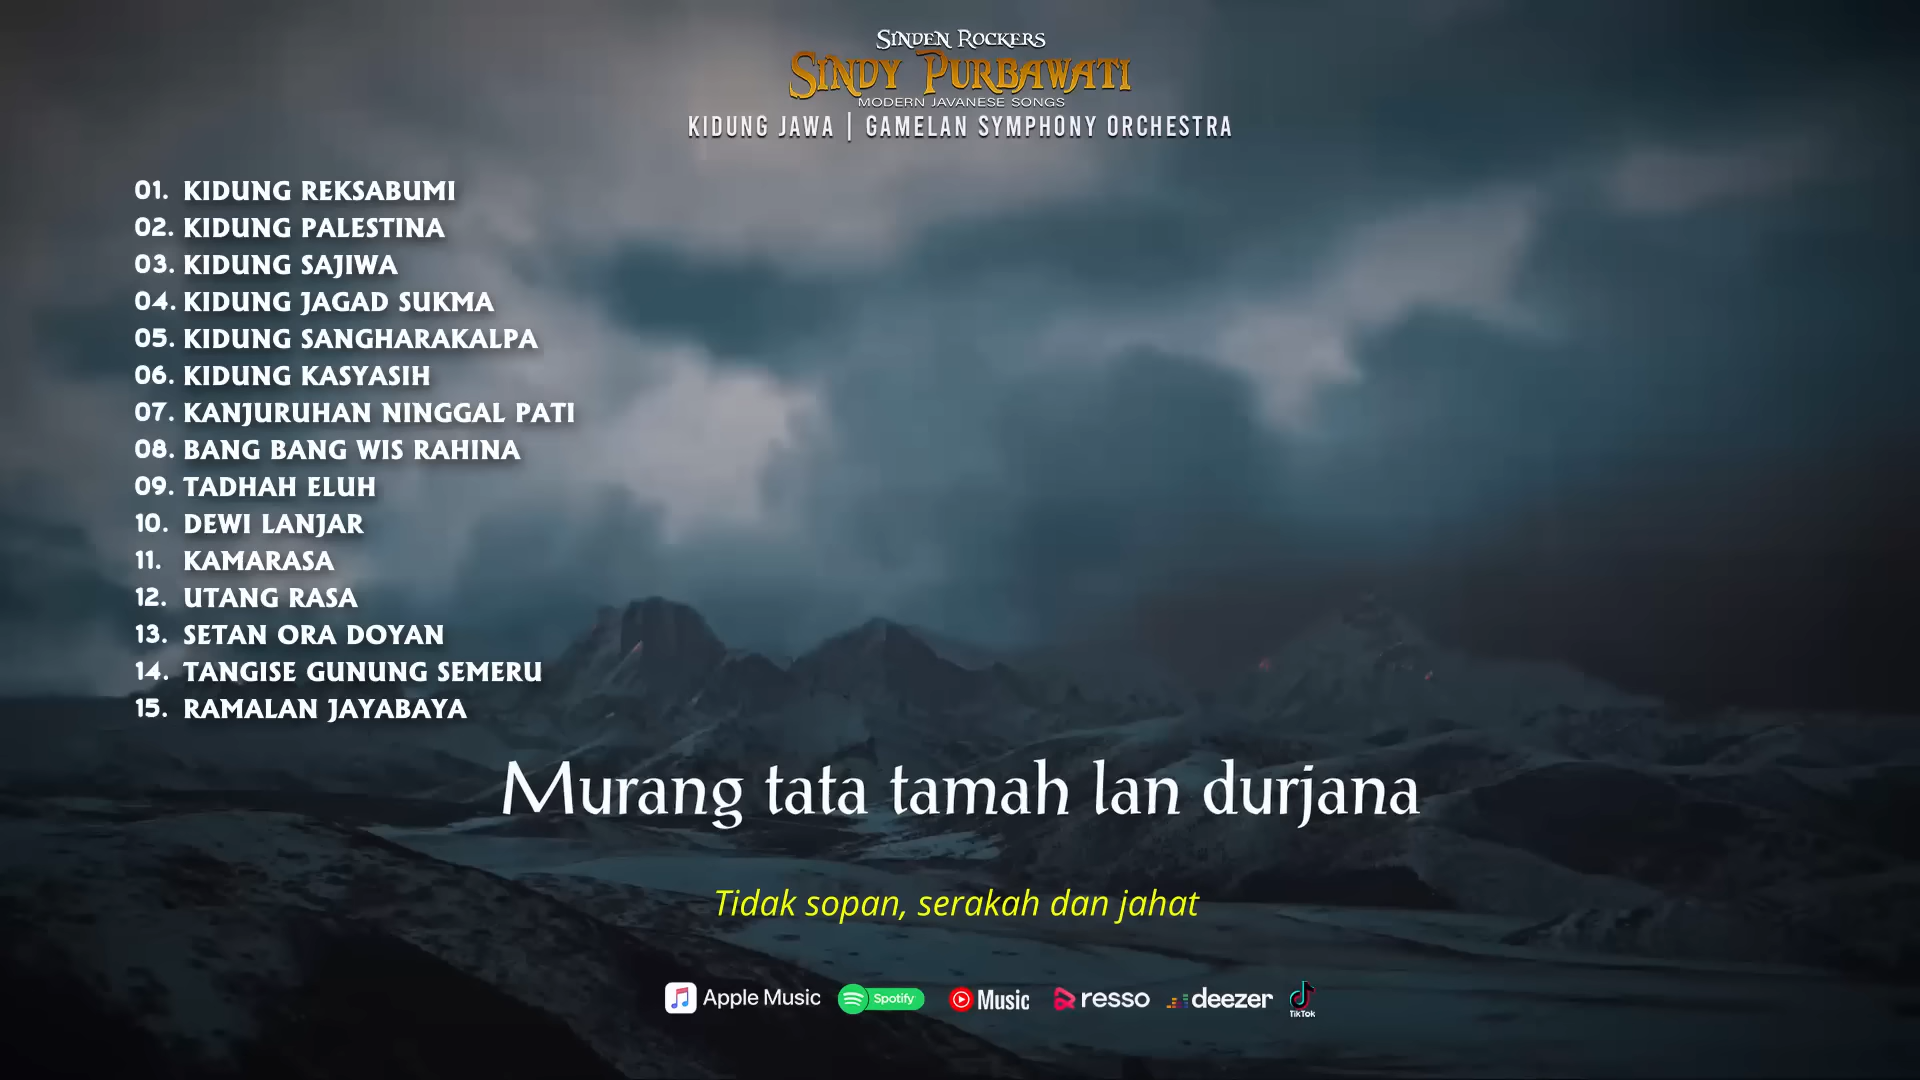 SINDEN ROCKERS
SINDY PURBAWATI
MODERN JAVANESE SONGS
KIDUNG JAWA | GAMELAN SYMPHONY ORCHESTRA
01. KIDUNG REKSABUMI
02. KIDUNG PALESTINA
03. KIDUNG SAJIWA
04. KIDUNG JAGAD SUKMA
05. KIDUNG SANGHARAKALPA
06. KIDUNG KASYASIH
07. KANJURUHAN NINGGAL PATI
08. BANG BANG WIS RAHINA
09. TADHAH ELUH
10. DEWI LANJAR
11. KAMARASA
12. UTANG RASA
13. SETAN ORA DOYAN
14. TANGISE GUNUNG SEMERU
15. RAMALAN JAYABAYA
Murang tata tamah lan durjana
Tidak sopan, serakah dan jahat
Apple Music Spotify Music resso deezer TikTok